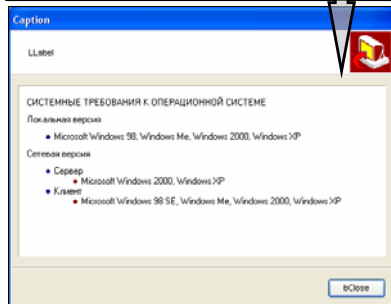 Caption
LLabel
СИСТЕМНЫЕ ТРЕБОВАНИЯ К ОПЕРАЦИОННОЙ СИСТЕМЕ
Локальная версия
Microsoft Windows 98, Windows Me, Windows 2000, Windows XP
Сетевая версия
Сервер
Microsoft Windows 2000, Windows XP
Клиент
Microsoft Windows 98 SE, Windows Me, Windows 2000, Windows XP
bClose